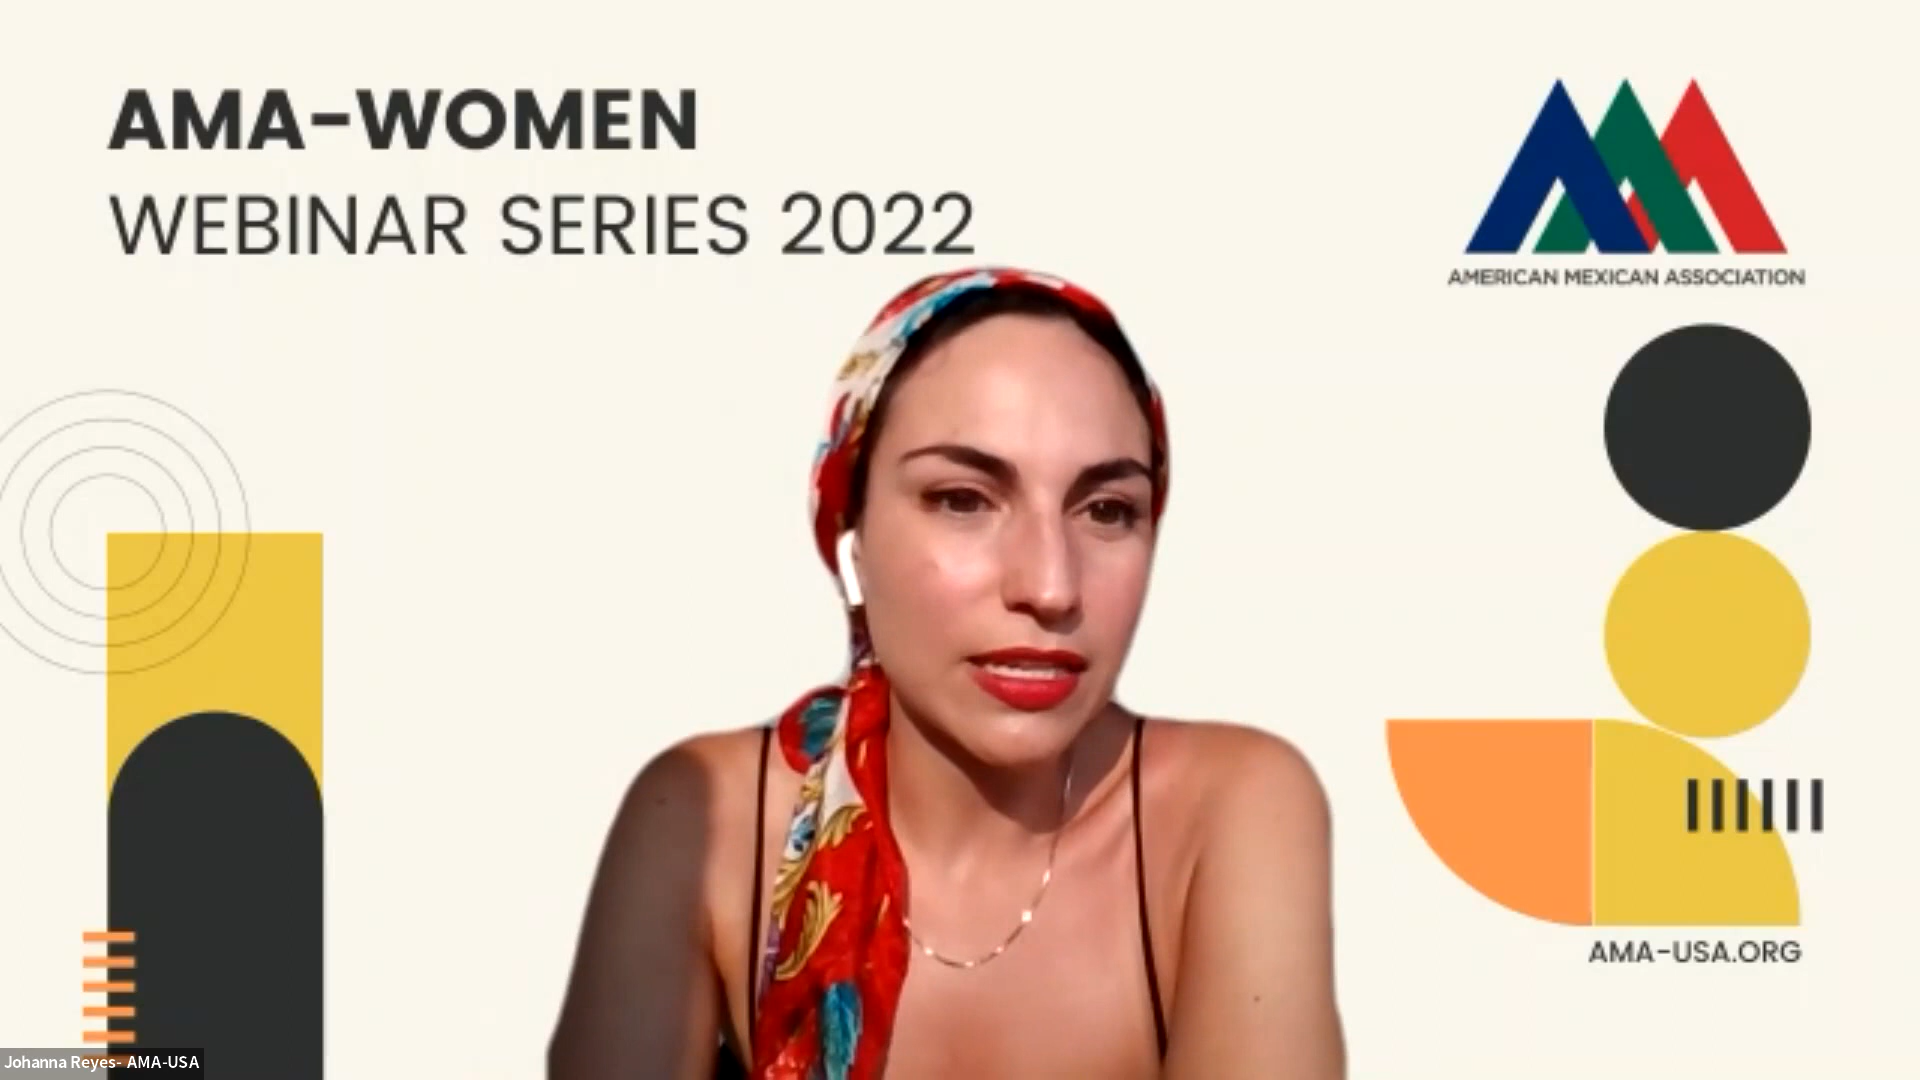 AMA-WOMEN
WEBINAR SERIES 2022
AMERICAN MEXICAN ASSOCIATION
AMA-USA.ORG
Johanna Reyes- AMA-USA